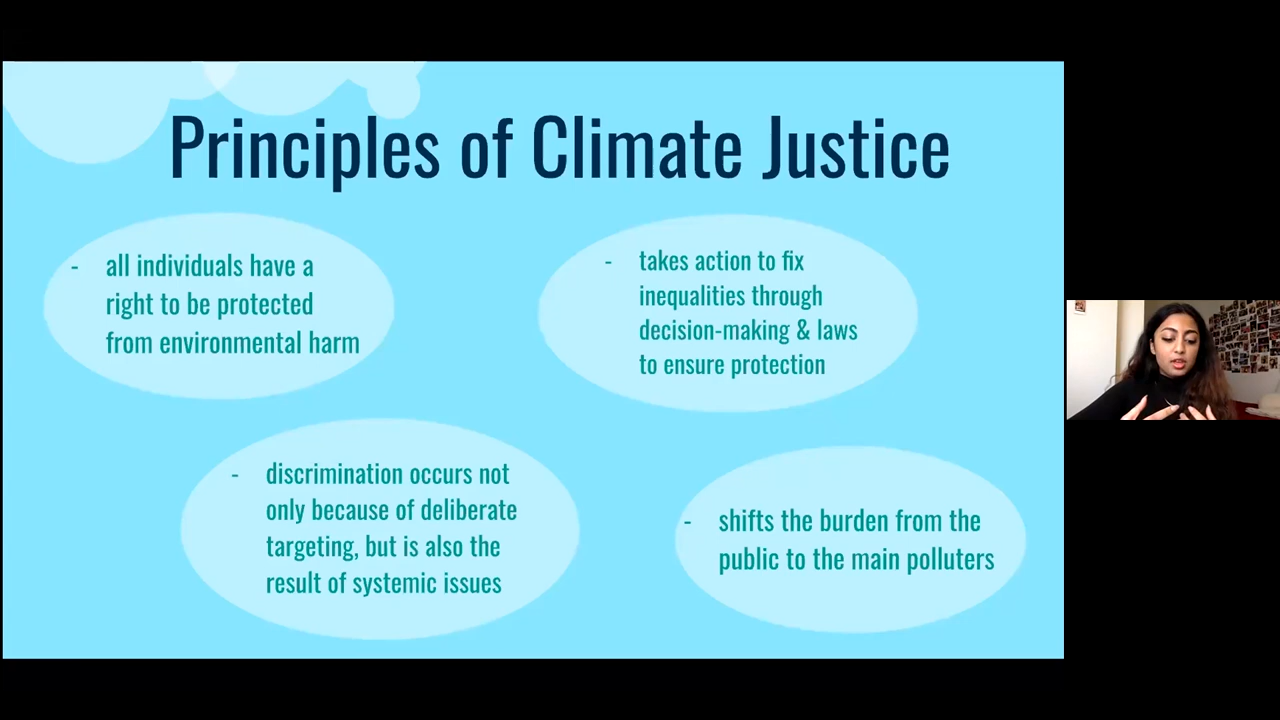 Principles of Climate Justice
- all individuals have a
right to be protected
from environmental harm
- takes action to fix
inequalities through
decision-making & laws
to ensure protection
- discrimination occurs not
only because of deliberate
targeting, but is also the
result of systemic issues
- shifts the burden from the
public to the main polluters